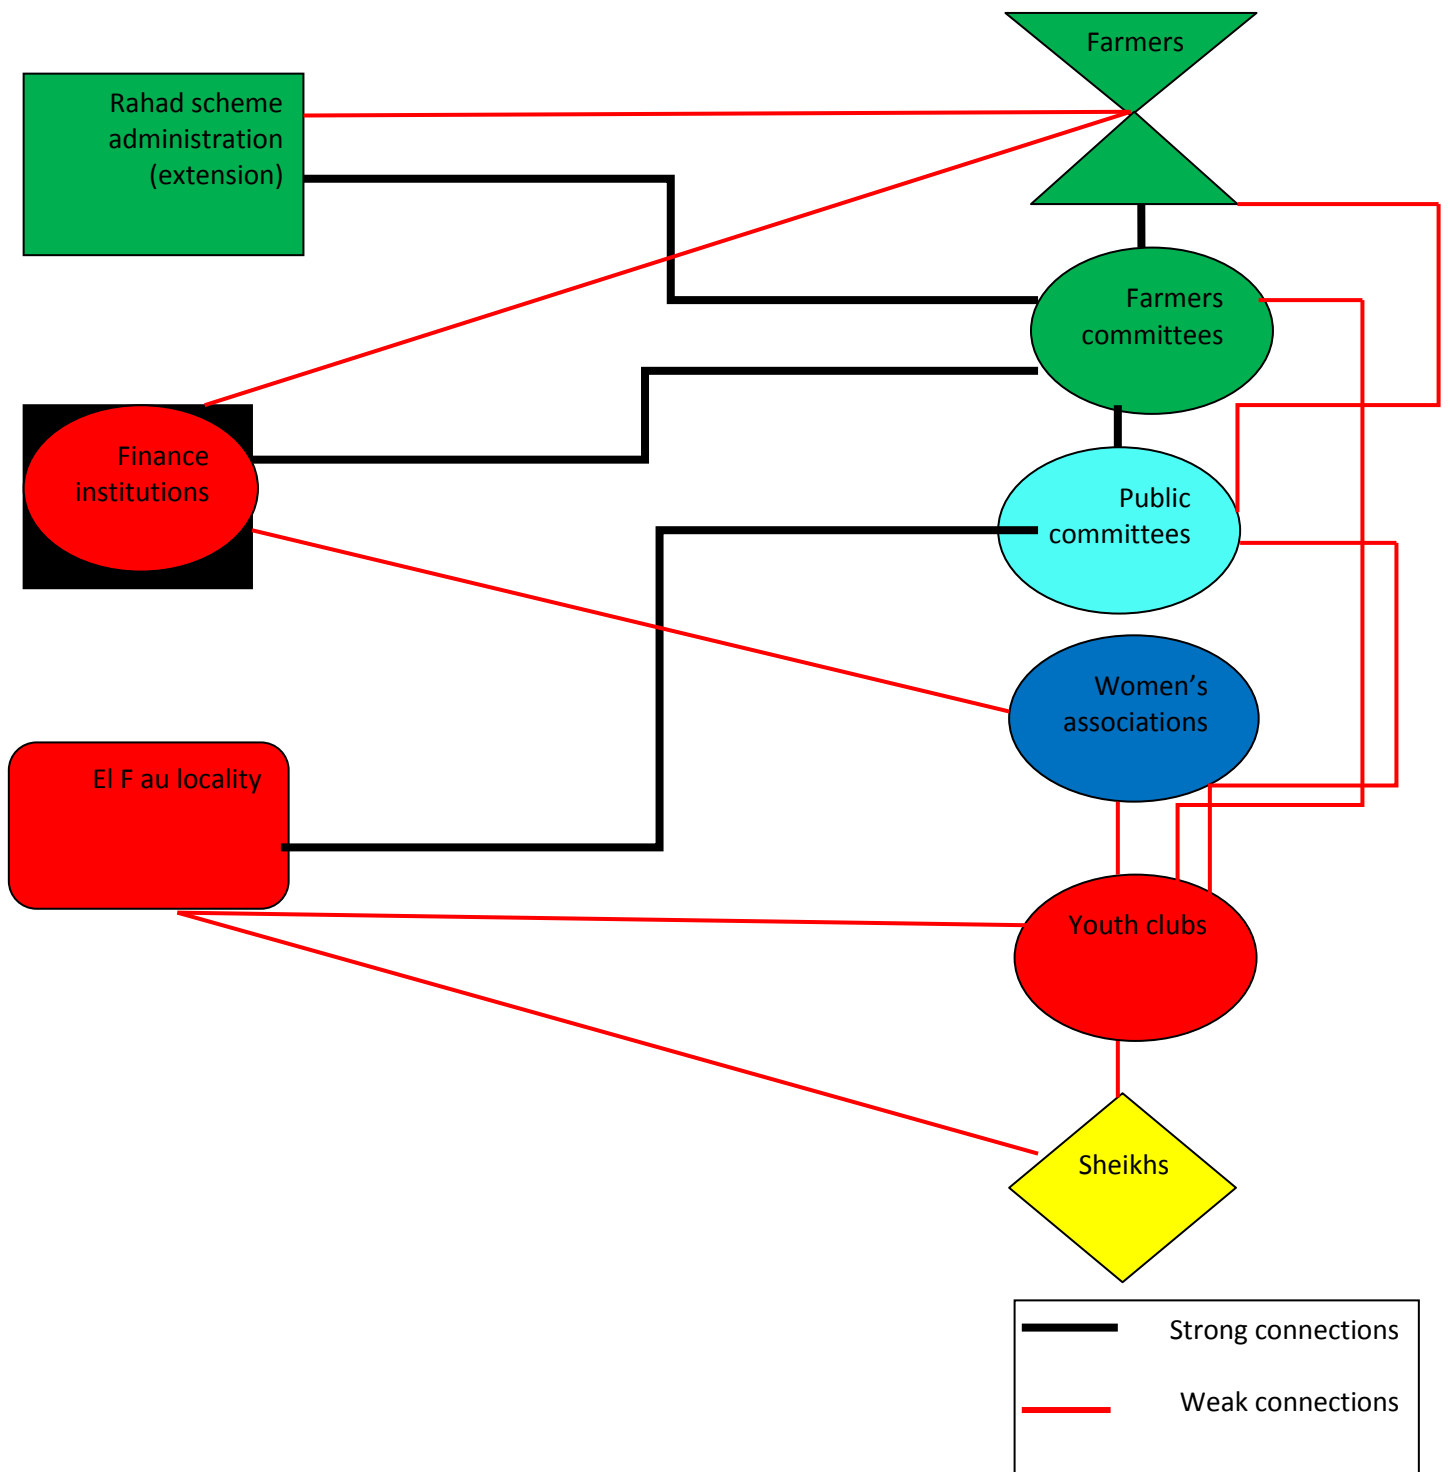 Farmers
Rahad scheme
administration
(extension)
Farmers
committees
Finance
institutions
Public
committees
Women’s
associations
El F au locality
Youth clubs
Sheikhs
Strong connections
Weak connections